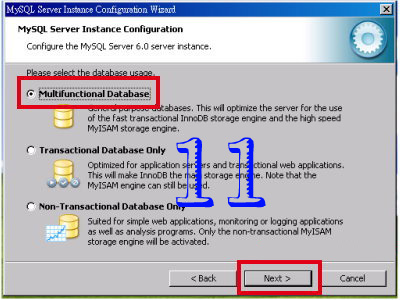 MySQL Server Instance Configuration Wizard
MySQL Server Instance Configuration
Configure the MySQL Server 6.0 server instance.
Please select the database usage.
Multifunctional Database
General purpose databases. This will optimize the server for the use
of the fast transactional InnoDB storage engine and the high speed
MyISAM storage engine.
Transactional Database Only
Optimized for application servers and transactional web applications.
This will make InnoDB the main storage engine. Note that the
MyISAM engine can still be used.
Non-Transactional Database Only
Suited for simple web applications, monitoring or logging applications
as well as analysis programs. Only the non-transactional MyISAM
storage engine will be activated.
11
< Back
Next >
Cancel